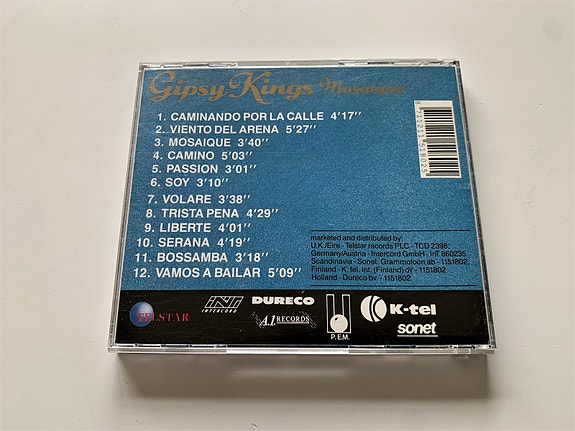 Gipsy Kings Mosaique
1. CAMINANDO POR LA CALLE 4'17''
2. VIENTO DEL ARENA 5'27''
3. MOSAIQUE 3'40''
4. CAMINO 5'03''
5. PASSION 3'01''
6. SOY 3'10''
7. VOLARE 3'38''
8. TRISTA PENA 4'29''
9. LIBERTE 4'01''
10. SERANA 4'19''
11. BOSSAMBA 3'18''
12. VAMOS A BAILAR 5'09''
marketed and distributed by:
U.K./Eire - Telstar records PLC - TCD 2398,
Germany/Austria - Intercord GmbH - INT 860235
Scandinavia - Sonet. Grammofoon ab - 1151802,
Finland - K. tel. int. (Finland) oY - 1151802
Holland - Dureco bv. - 1151802
TELSTAR
INT
INTERCORD
DURECO
A.1 RECORDS
P.E.M.
K-tel
sonet